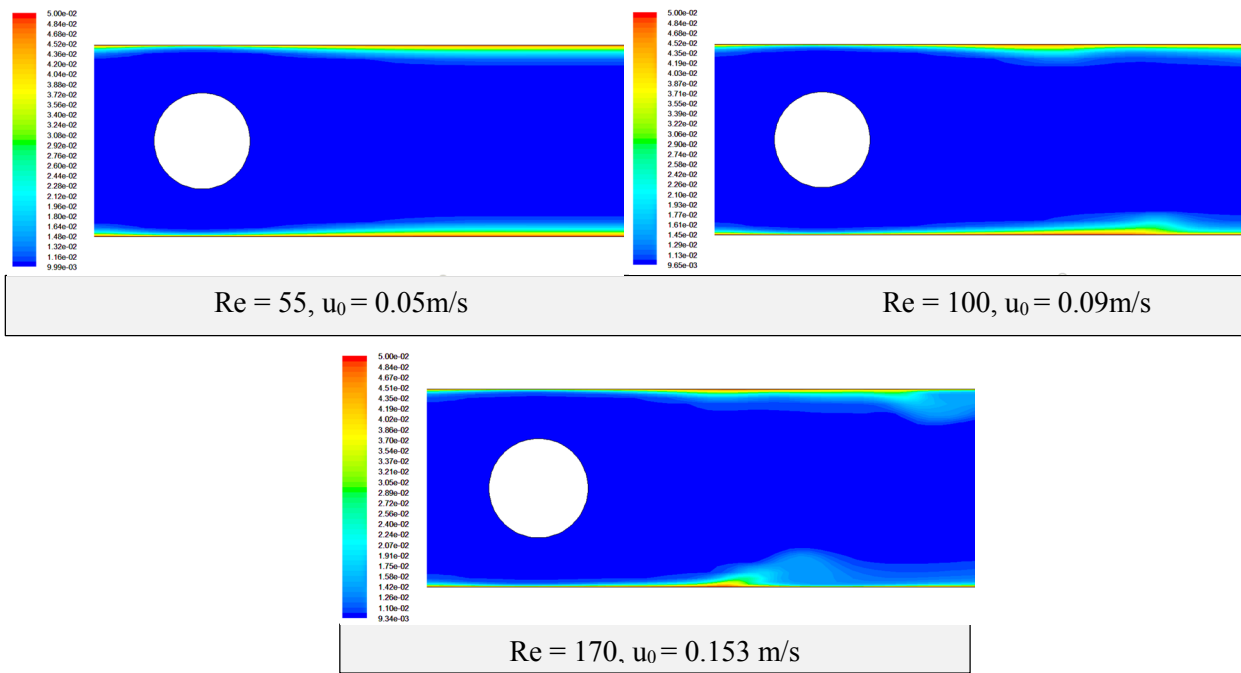 5.00e-02
4.84e-02
4.68e-02
4.52e-02
4.36e-02
4.20e-02
4.04e-02
3.88e-02
3.72e-02
3.56e-02
3.40e-02
3.24e-02
3.08e-02
2.92e-02
2.76e-02
2.60e-02
2.44e-02
2.28e-02
2.12e-02
1.96e-02
1.80e-02
1.64e-02
1.48e-02
1.32e-02
1.16e-02
9.99e-03
5.00e-02
4.84e-02
4.68e-02
4.52e-02
4.35e-02
4.19e-02
4.03e-02
3.87e-02
3.71e-02
3.55e-02
3.39e-02
3.22e-02
3.06e-02
2.90e-02
2.74e-02
2.58e-02
2.42e-02
2.26e-02
2.10e-02
1.93e-02
1.77e-02
1.61e-02
1.45e-02
1.29e-02
1.13e-02
9.65e-03
Re = 55, u₀ = 0.05m/s
Re = 100, u₀ = 0.09m/s
5.00e-02
4.84e-02
4.67e-02
4.51e-02
4.35e-02
4.19e-02
4.02e-02
3.86e-02
3.70e-02
3.54e-02
3.37e-02
3.21e-02
3.05e-02
2.89e-02
2.72e-02
2.56e-02
2.40e-02
2.24e-02
2.07e-02
1.91e-02
1.75e-02
1.58e-02
1.42e-02
1.26e-02
1.10e-02
9.34e-03
Re = 170, u₀ = 0.153 m/s